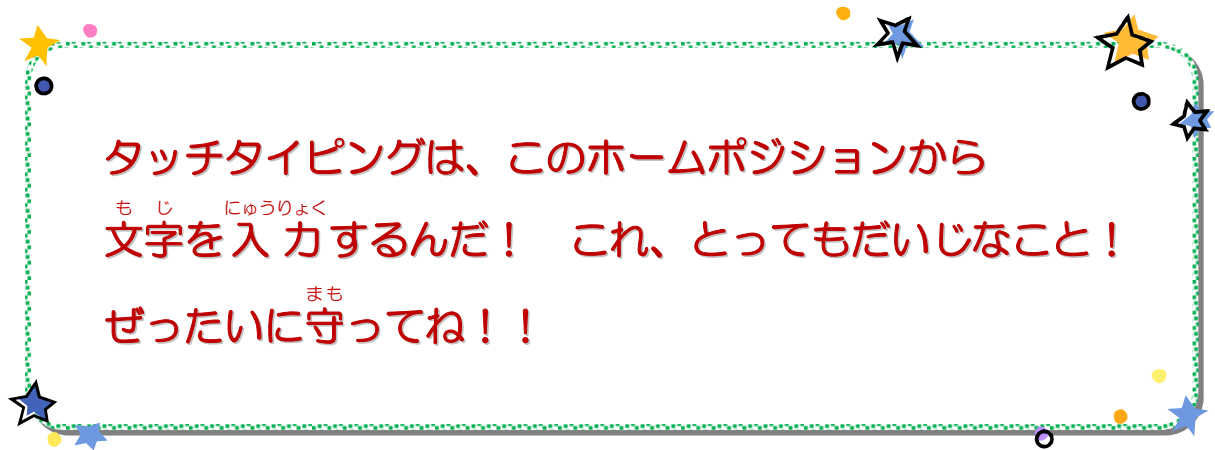 タッチタイピングは、このホームポジションから
も じ にゅうりょく
文字を入力するんだ！　これ、とってもだいじなこと！
まも
ぜったいに守ってね！！